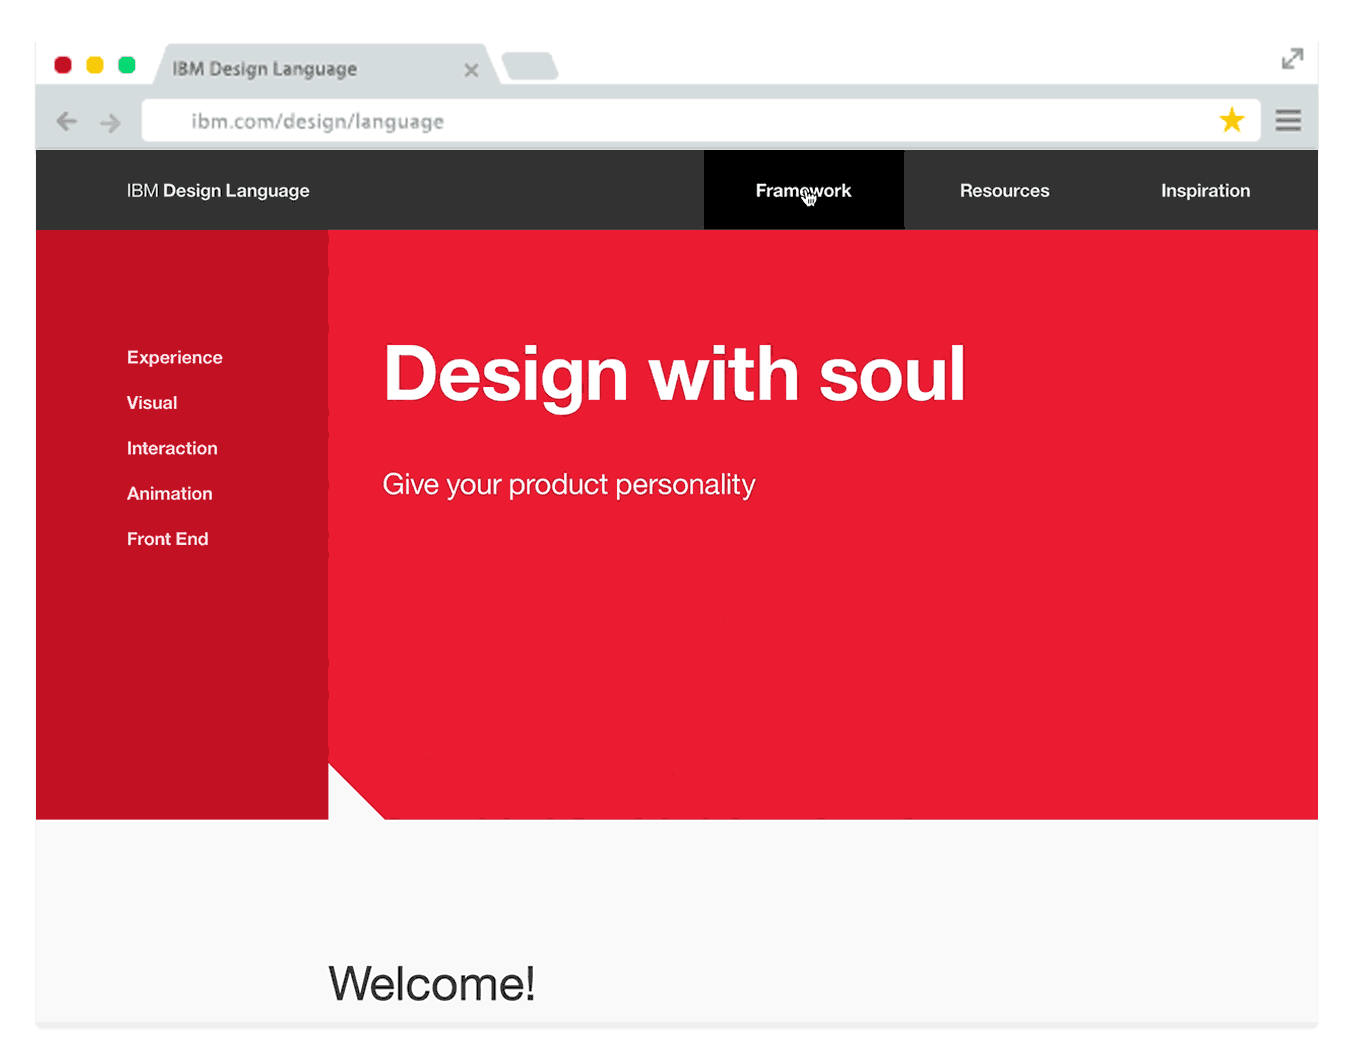 IBM Design Language
ibm.com/design/language
IBM Design Language
Framework
Resources
Inspiration
Experience
Visual
Interaction
Animation
Front End
Design with soul
Give your product personality
Welcome!